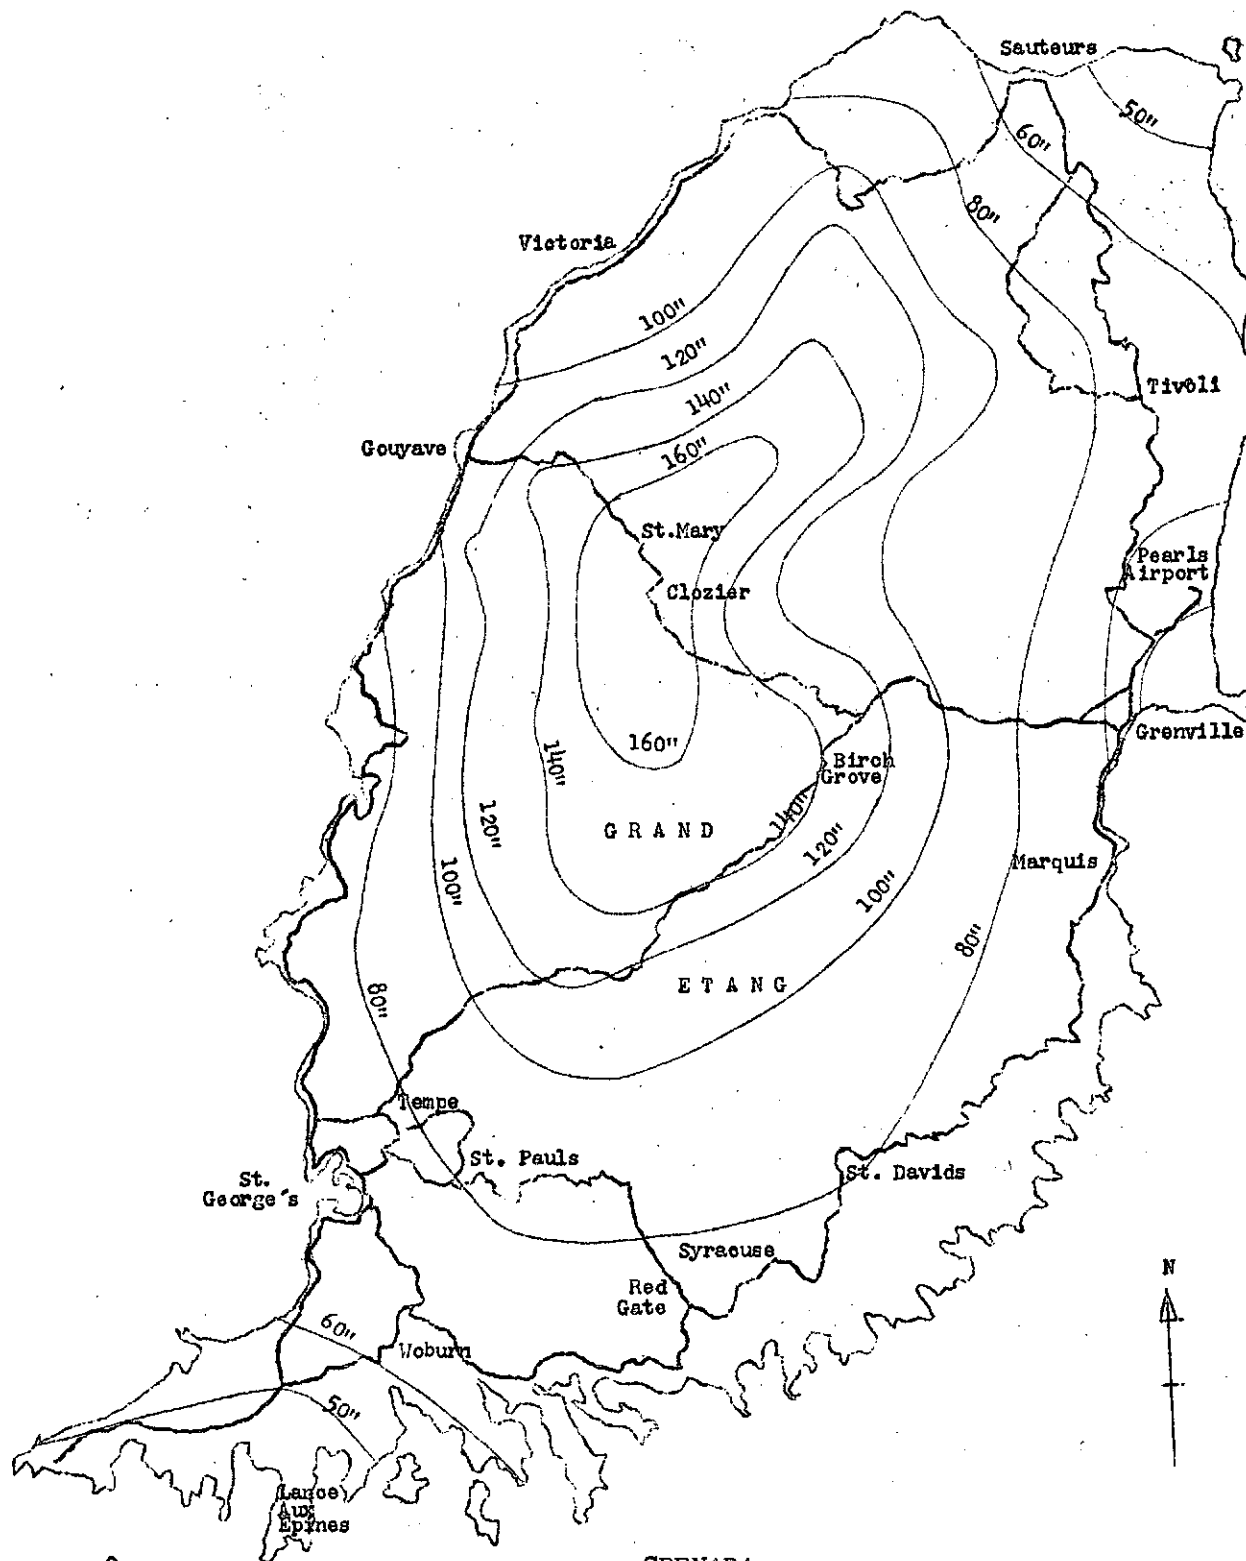 Sauteurs
50"
60"
80"
Victoria
100"
120"
140"
160"
Tivoli
Gouyave
St.Mary
Clozier
Pearls
Airport
160"
140"
Birch
Grove
Grenville
GRAND
140"
120"
120"
100"
100"
Marquis
80"
ETANG
80"
Tempe
St. Pauls
St. Davids
St.
George's
Syracuse
Red
Gate
N
60"
Woburn
50"
Lance
Aux
Epines